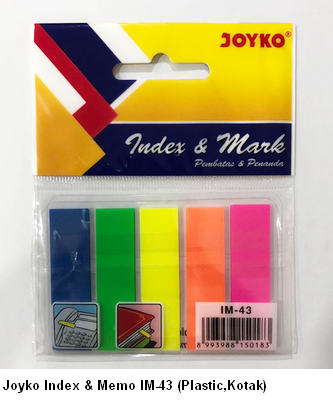 JOYKO®
Index & Mark
Pembatas & Penanda
IM-43
8 993988 150183
Joyko Index & Memo IM-43 (Plastic,Kotak)